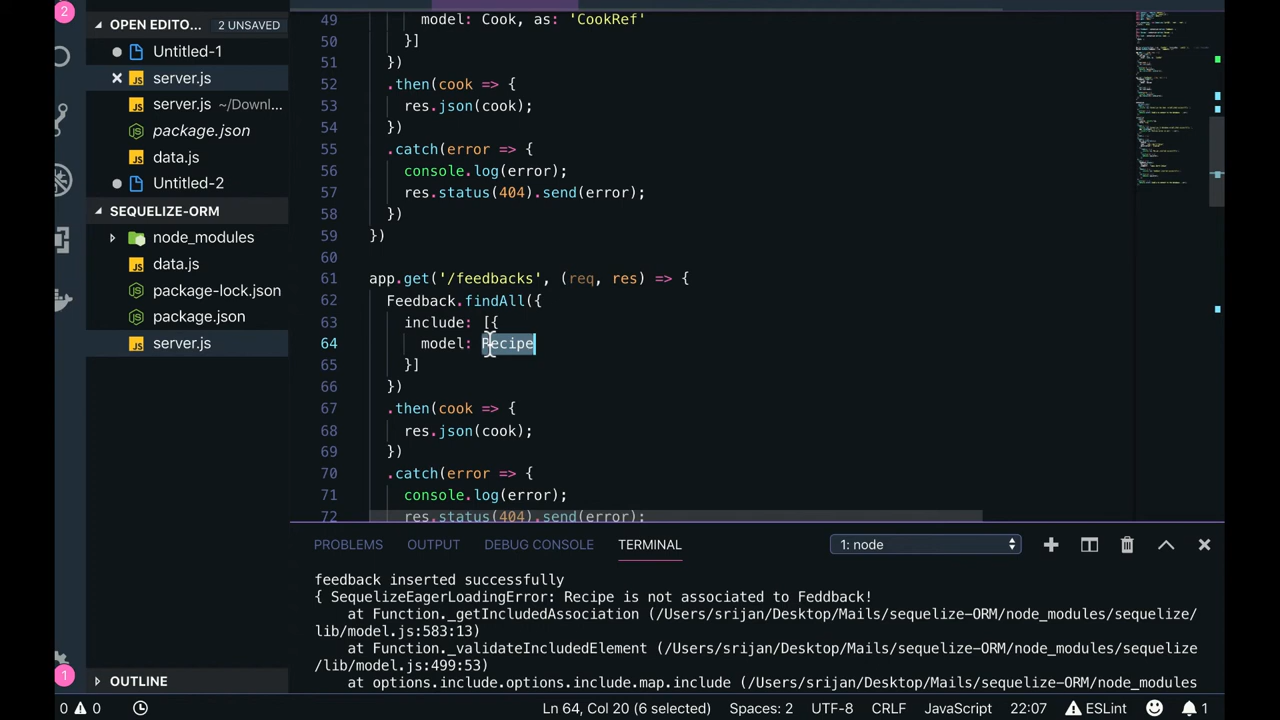 2
OPEN EDITO... 2 UNSAVED
Untitled-1
server.js
server.js ~/Downl...
package.json
data.js
Untitled-2
SEQUELIZE-ORM
node_modules
data.js
package-lock.json
package.json
server.js
OUTLINE
1
49 model: Cook, as: 'CookRef'
50 }]
51 })
52 .then(cook => {
53 res.json(cook);
54 })
55 .catch(error => {
56 console.log(error);
57 res.status(404).send(error);
58 })
59 })
60
61 app.get('/feedbacks', (req, res) => {
62 Feedback.findAll({
63 include: [{
64 model: Recipe
65 }]
66 })
67 .then(cook => {
68 res.json(cook);
69 })
70 .catch(error => {
71 console.log(error);
72 res.status(404).send(error);
PROBLEMS OUTPUT DEBUG CONSOLE TERMINAL 1: node
feedback inserted successfully
{ SequelizeEagerLoadingError: Recipe is not associated to Feddback!
at Function._getIncludedAssociation (/Users/srijan/Desktop/Mails/sequelize-ORM/node_modules/sequelize/
lib/model.js:583:13)
at Function._validateIncludedElement (/Users/srijan/Desktop/Mails/sequelize-ORM/node_modules/sequelize
/lib/model.js:499:53)
at options.include.options.include.map.include (/Users/srijan/Desktop/Mails/sequelize-ORM/node_modules
0 0 Ln 64, Col 20 (6 selected) Spaces: 2 UTF-8 CRLF JavaScript 22:07 ESLint 1